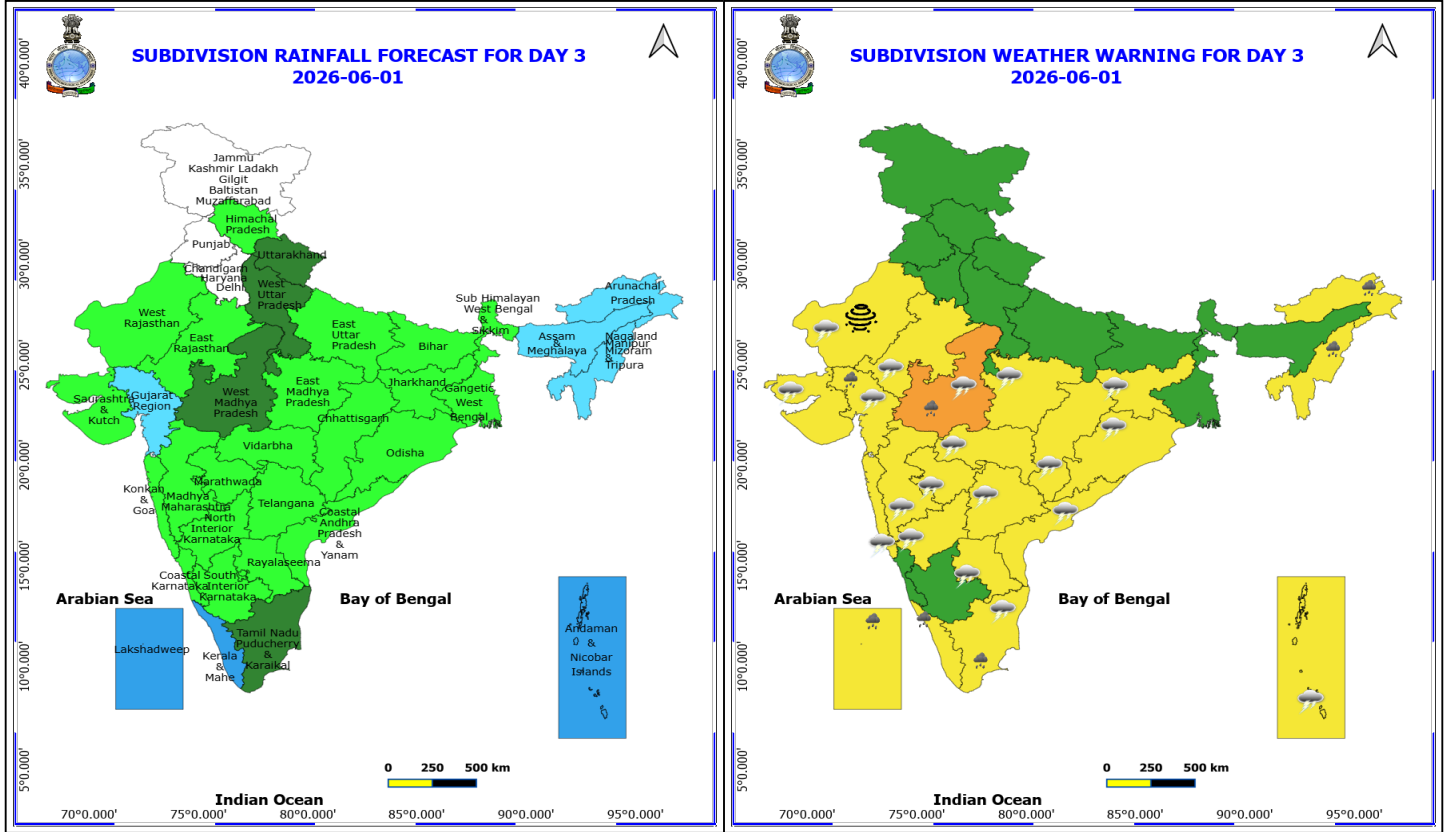 SUBDIVISION RAINFALL FORECAST FOR DAY 3
2026-06-01
40°0.000'
35°0.000'
30°0.000'
25°0.000'
20°0.000'
15°0.000'
10°0.000'
5°0.000'
Jammu
Kashmir Ladakh
Gilgit
Baltistan
Muzaffarabad
Himachal
Pradesh
Punjab
Uttarakhand
Chandigarh
Haryana
Delhi
West
Uttar
Pradesh
West
Rajasthan
East
Rajasthan
East
Uttar
Pradesh
Bihar
Sub Himalayan
West Bengal
&
Sikkim
Arunachal
Pradesh
Assam
&
Meghalaya
Nagaland
Manipur
Mizoram
&
Tripura
Saurashtra
&
Kutch
Gujarat
Region
West
Madhya
Pradesh
East
Madhya
Pradesh
Jharkhand
Gangetic
West
Bengal
Chhattisgarh
Vidarbha
Odisha
Konkan
&
Goa
Marathwada
Madhya
Maharashtra
Telangana
North
Interior
Karnataka
Coastal
Andhra
Pradesh
&
Yanam
Rayalaseema
Coastal
Karnataka
South
Interior
Karnataka
Arabian Sea
Bay of Bengal
Lakshadweep
Kerala
&
Mahe
Tamil Nadu
Puducherry
&
Karaikal
Andaman
&
Nicobar
Islands
0 250 500 km
Indian Ocean
70°0.000' 75°0.000' 80°0.000' 85°0.000' 90°0.000' 95°0.000'
SUBDIVISION WEATHER WARNING FOR DAY 3
2026-06-01
40°0.000'
35°0.000'
30°0.000'
25°0.000'
20°0.000'
15°0.000'
10°0.000'
5°0.000'
Arabian Sea
Bay of Bengal
0 250 500 km
Indian Ocean
70°0.000' 75°0.000' 80°0.000' 85°0.000' 90°0.000' 95°0.000'